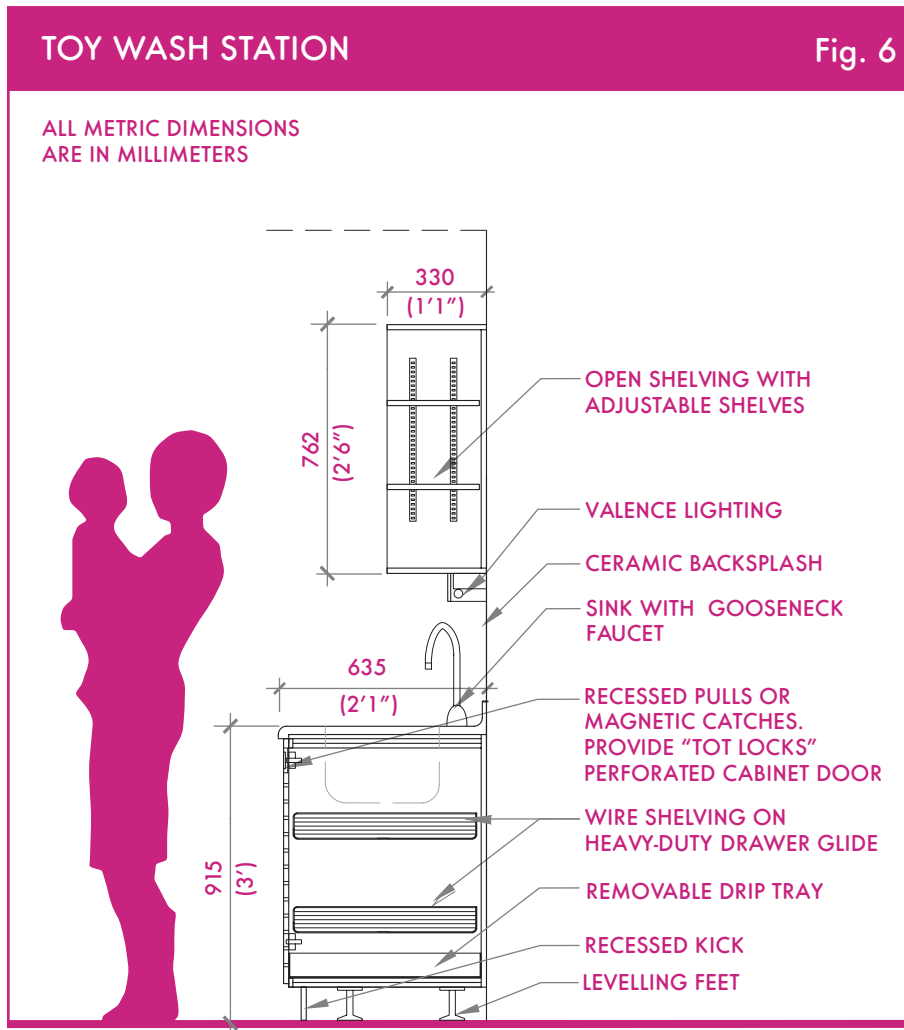 TOY WASH STATION
Fig. 6
ALL METRIC DIMENSIONS
ARE IN MILLIMETERS
330
(1'1")
762
(2'6")
OPEN SHELVING WITH
ADJUSTABLE SHELVES
VALENCE LIGHTING
CERAMIC BACKSPLASH
SINK WITH GOOSENECK
FAUCET
635
(2'1")
RECESSED PULLS OR
MAGNETIC CATCHES.
PROVIDE “TOT LOCKS”
PERFORATED CABINET DOOR
WIRE SHELVING ON
HEAVY-DUTY DRAWER GLIDE
915
(3')
REMOVABLE DRIP TRAY
RECESSED KICK
LEVELLING FEET